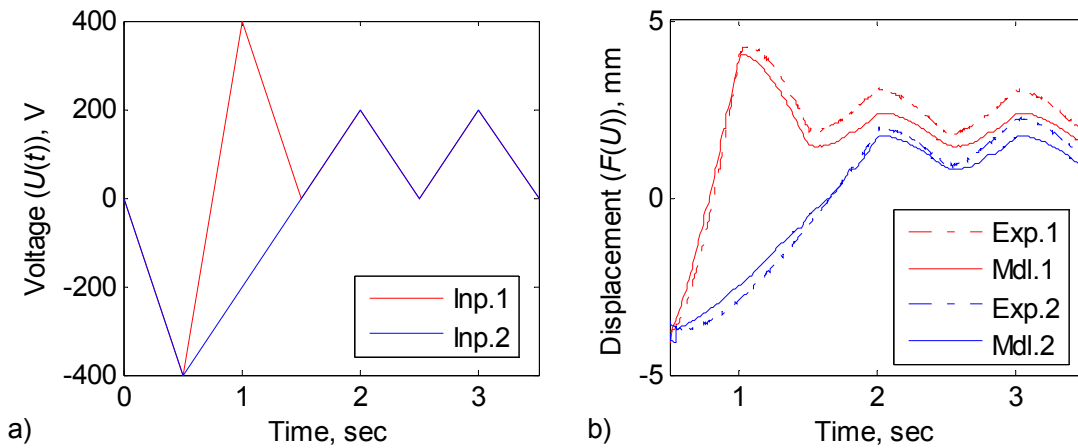 400
200
0
-200
-400
0
1
2
3
Voltage (U(t)), V
Time, sec
Inp.1
Inp.2
a)
5
0
-5
1
2
3
Displacement (F(U)), mm
Time, sec
Exp.1
Mdl.1
Exp.2
Mdl.2
b)